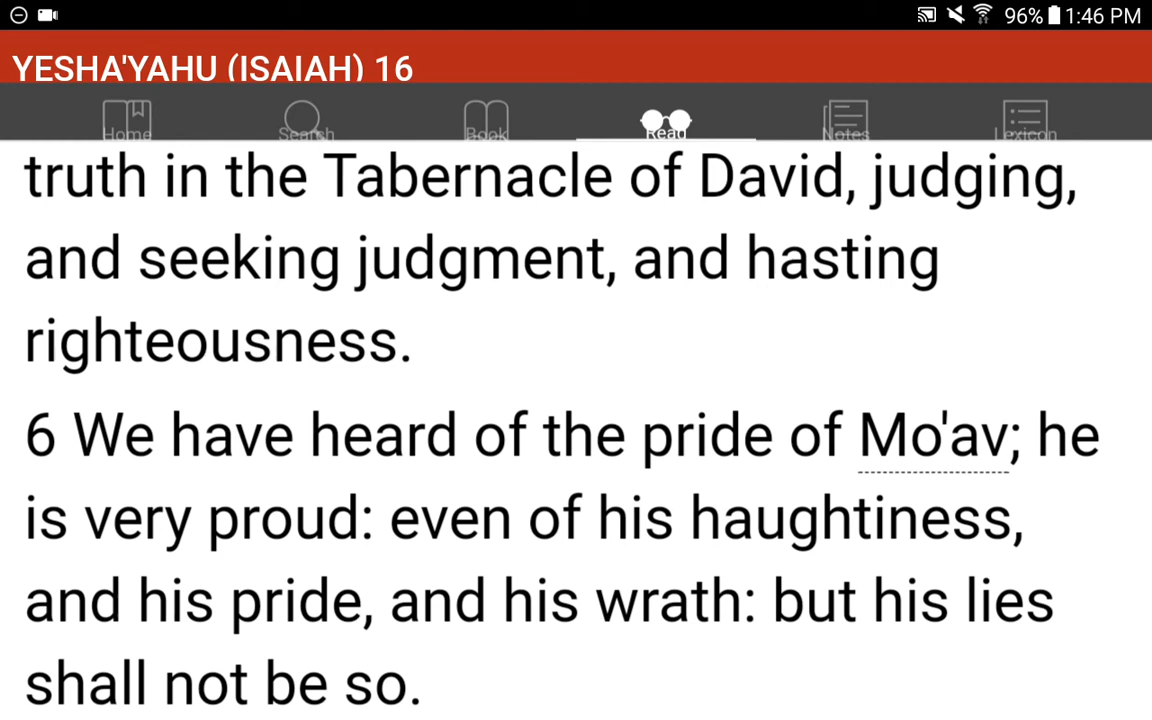 96% 1:46 PM
YESHA'YAHU (ISAIAH) 16
Home Search Book Read Notes Lexicon
truth in the Tabernacle of David, judging,
and seeking judgment, and hasting
righteousness.
6 We have heard of the pride of Mo'av; he
is very proud: even of his haughtiness,
and his pride, and his wrath: but his lies
shall not be so.